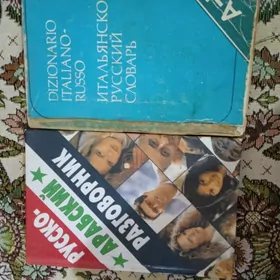 DIZIONARIO
ITALIANO-
RUSSO
ИТАЛЬЯНСКО
РУССКИЙ
СЛОВАРЬ
РУССКО-
АРАБСКИЙ
РАЗГОВОРНИК